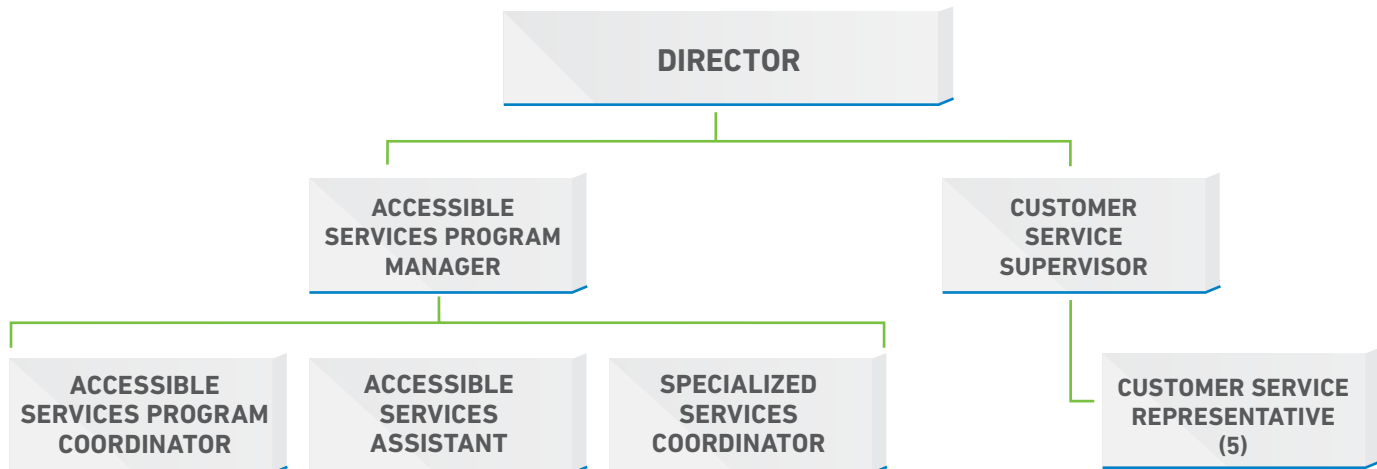 DIRECTOR
ACCESSIBLE
SERVICES PROGRAM
MANAGER
CUSTOMER
SERVICE
SUPERVISOR
ACCESSIBLE
SERVICES PROGRAM
COORDINATOR
ACCESSIBLE
SERVICES
ASSISTANT
SPECIALIZED
SERVICES
COORDINATOR
CUSTOMER SERVICE
REPRESENTATIVE
(5)